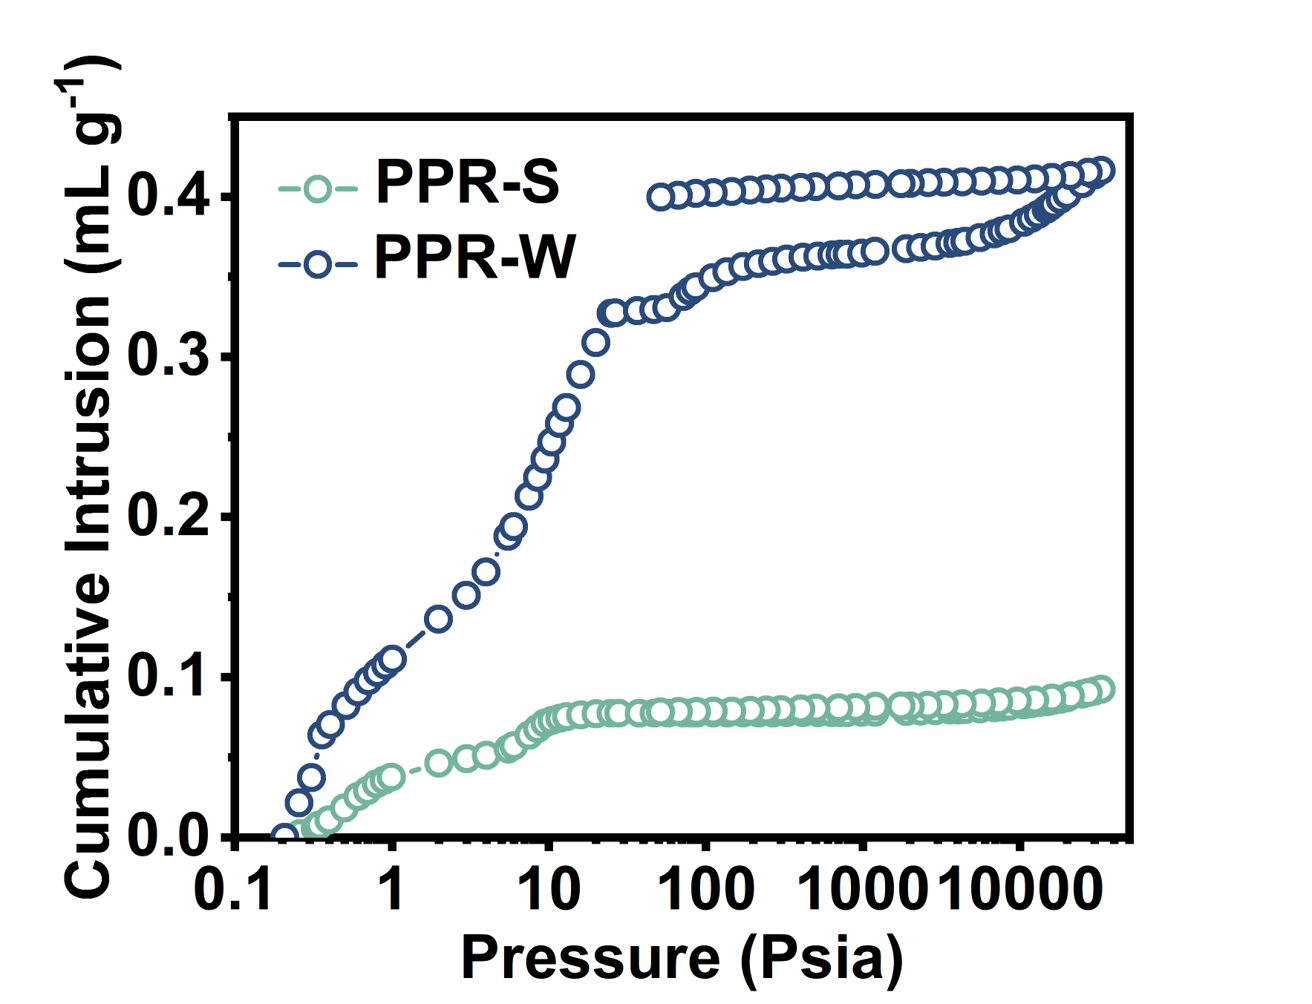 Cumulative Intrusion (mL g⁻¹)
PPR-S
PPR-W
0.4
0.3
0.2
0.1
0.0
0.1 1 10 100 1000 10000
Pressure (Psia)